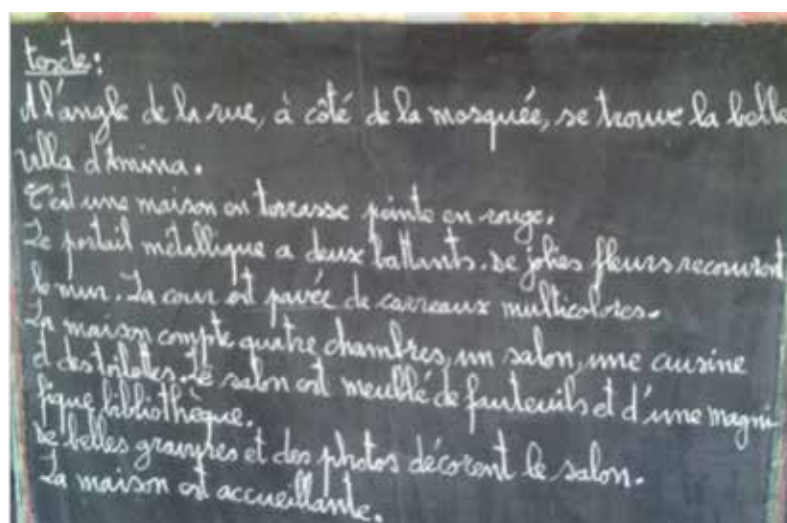 texte:
A l'angle de la rue, à côté de la mosquée, se trouve la belle
villa d'Amina.
C'est une maison en terrasse peinte en rouge.
Le portail métallique a deux battants. De jolies fleurs recouvrent
le mur. La cour est pavée de carreaux multicolores.
La maison compte quatre chambres, un salon, une cuisine
et des toilettes. Le salon est meublé de fauteuils et d'une magni-
fique bibliothèque.
De belles gravures et des photos décorent le salon.
La maison est accueillante.